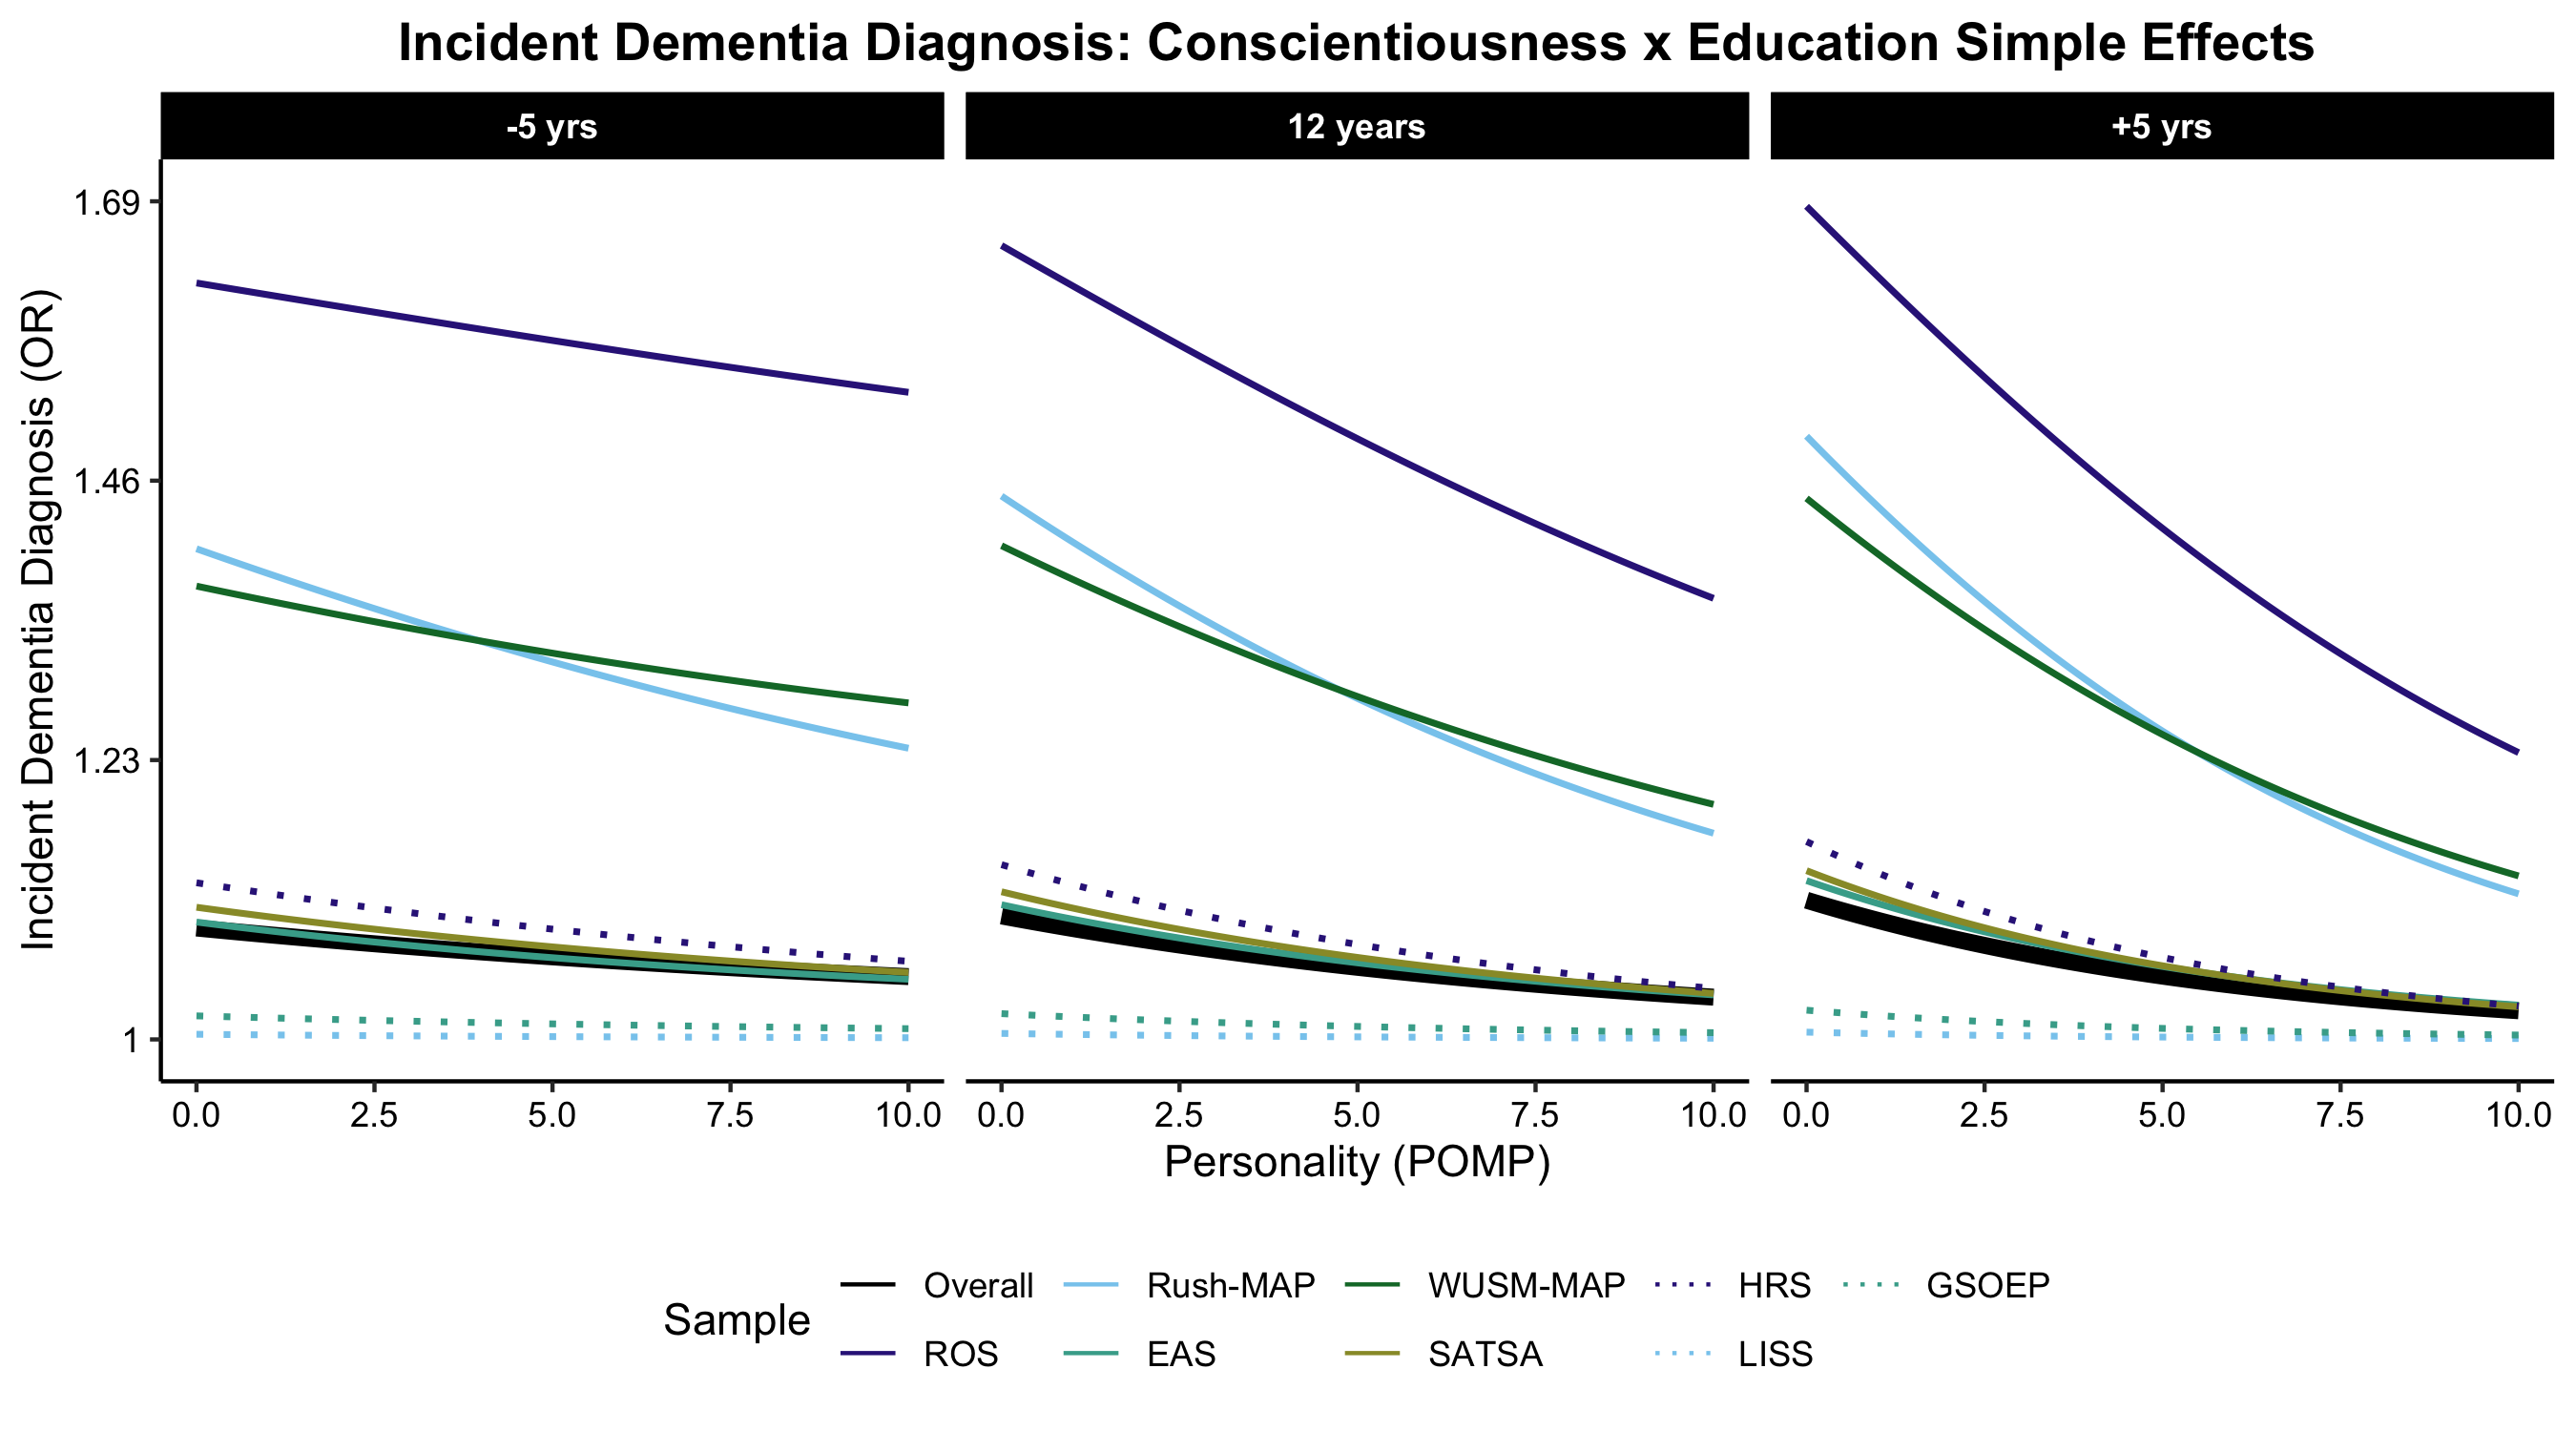 Incident Dementia Diagnosis: Conscientiousness x Education Simple Effects
-5 yrs 12 years +5 yrs
Incident Dementia Diagnosis (OR)
1.69
1.46
1.23
1
0.0 2.5 5.0 7.5 10.0 0.0 2.5 5.0 7.5 10.0 0.0 2.5 5.0 7.5 10.0
Personality (POMP)
Sample
Overall Rush-MAP WUSM-MAP HRS GSOEP
ROS EAS SATSA LISS